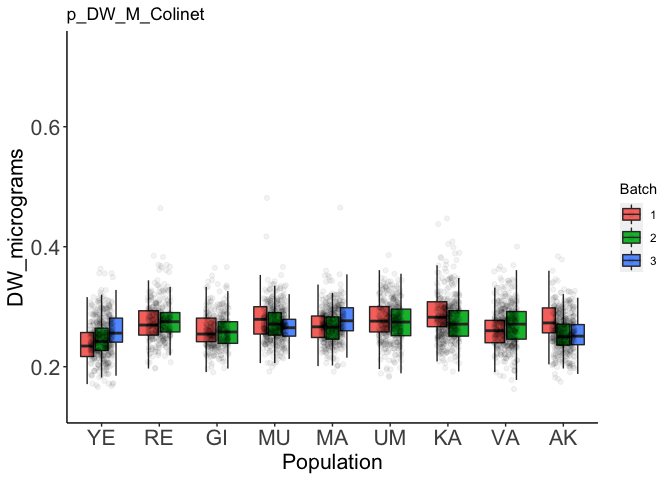 p_DW_M_Colinet
DW_micrograms
0.6
0.4
0.2
YE RE GI MU MA UM KA VA AK
Population
Batch
1
2
3